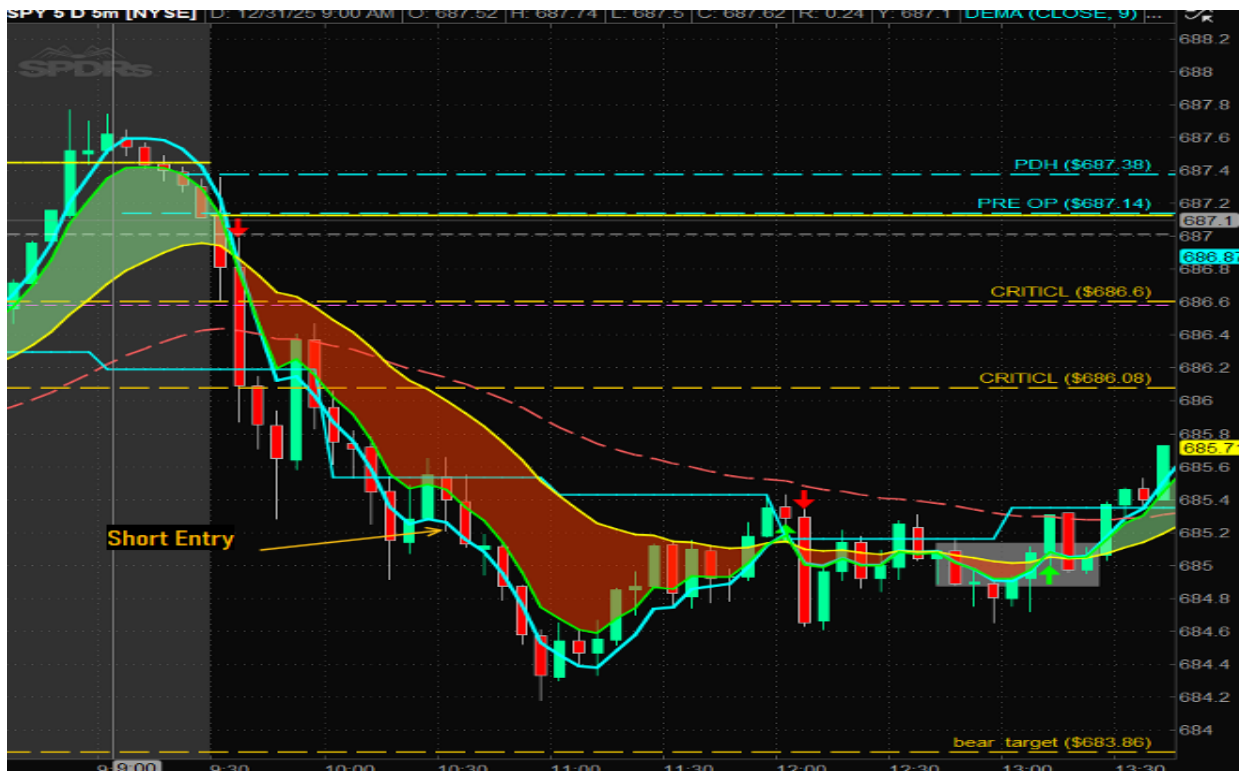 SPY 5 D 5m [NYSE] D: 12/31/25 9:00 AM O: 687.52 H: 687.74 L: 687.5 C: 687.62 R: 0.24 Y: 687.1 DEMA (CLOSE, 9) ...
SPDRs
688.2
688
687.8
687.6
PDH ($687.38)
687.4
PRE OP ($687.14)
687.2
687.1
687
686.87
686.8
CRITICL ($686.6)
686.6
686.4
686.2
CRITICL ($686.08)
686
685.8
685.71
685.6
685.4
Short Entry
685.2
685
684.8
684.6
684.4
684.2
684
bear target ($683.86)
9:00 9:30 10:00 10:30 11:00 11:30 12:00 12:30 13:00 13:30